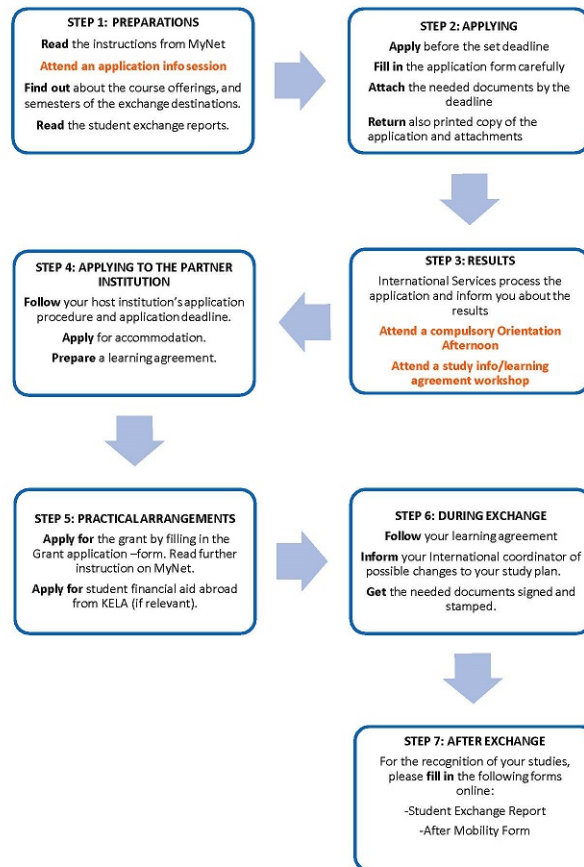 STEP 1: PREPARATIONS
Read the instructions from MyNet
Attend an application info session
Find out about the course offerings, and
semesters of the exchange destinations.
Read the student exchange reports.
STEP 2: APPLYING
Apply before the set deadline
Fill in the application form carefully
Attach the needed documents by the
deadline
Return also printed copy of the
application and attachments
STEP 3: RESULTS
International Services process the
application and inform you about the
results
Attend a compulsory Orientation
Afternoon
Attend a study info/learning
agreement workshop
STEP 4: APPLYING TO THE PARTNER
INSTITUTION
Follow your host institution's application
procedure and application deadline.
Apply for accommodation.
Prepare a learning agreement.
STEP 5: PRACTICAL ARRANGEMENTS
Apply for the grant by filling in the
Grant application –form. Read further
instruction on MyNet.
Apply for student financial aid abroad
from KELA (if relevant).
STEP 6: DURING EXCHANGE
Follow your learning agreement
Inform your International coordinator of
possible changes to your study plan.
Get the needed documents signed and
stamped.
STEP 7: AFTER EXCHANGE
For the recognition of your studies,
please fill in the following forms
online:
-Student Exchange Report
-After Mobility Form